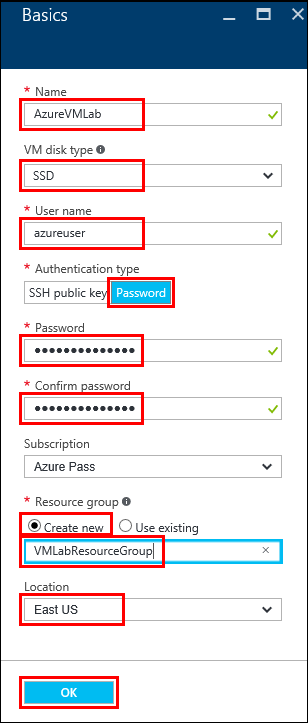 Basics
* Name
AzureVMLab
VM disk type
SSD
* User name
azureuser
* Authentication type
SSH public key Password
* Password
••••••••••••••
* Confirm password
••••••••••••••
Subscription
Azure Pass
* Resource group
Create new Use existing
VMLabResourceGroup
Location
East US
OK